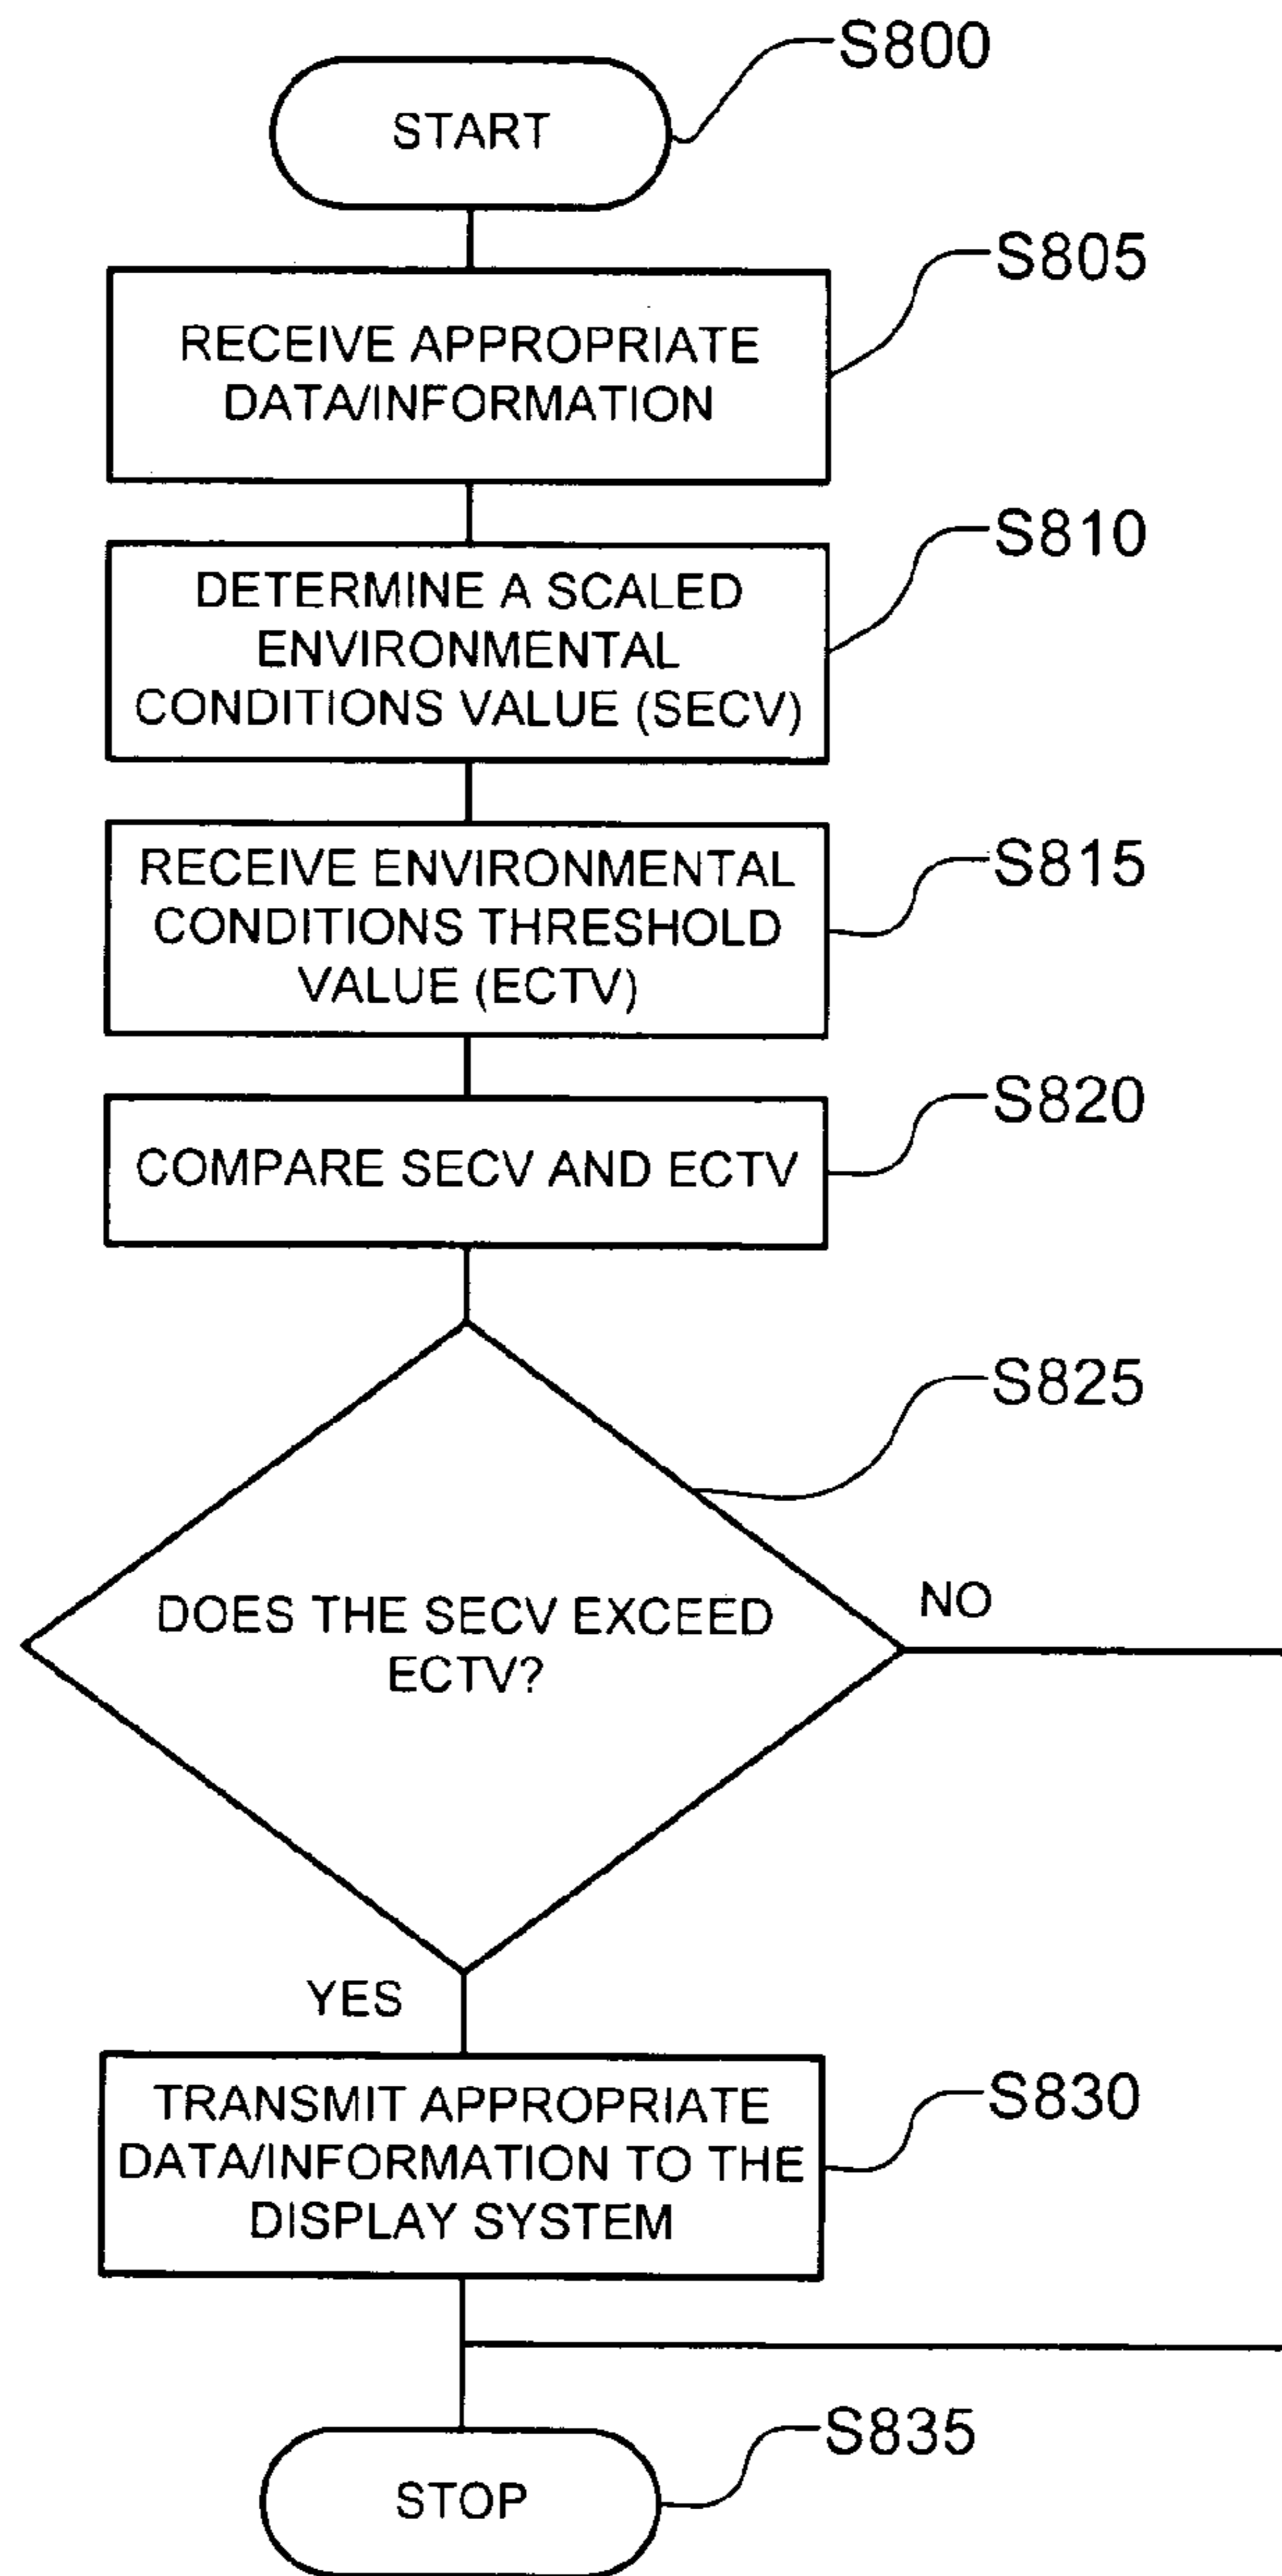 S800
START
S805
RECEIVE APPROPRIATE
DATA/INFORMATION
S810
DETERMINE A SCALED
ENVIRONMENTAL
CONDITIONS VALUE (SECV)
S815
RECEIVE ENVIRONMENTAL
CONDITIONS THRESHOLD
VALUE (ECTV)
S820
COMPARE SECV AND ECTV
S825
DOES THE SECV EXCEED
ECTV?
NO
YES
S830
TRANSMIT APPROPRIATE
DATA/INFORMATION TO THE
DISPLAY SYSTEM
S835
STOP